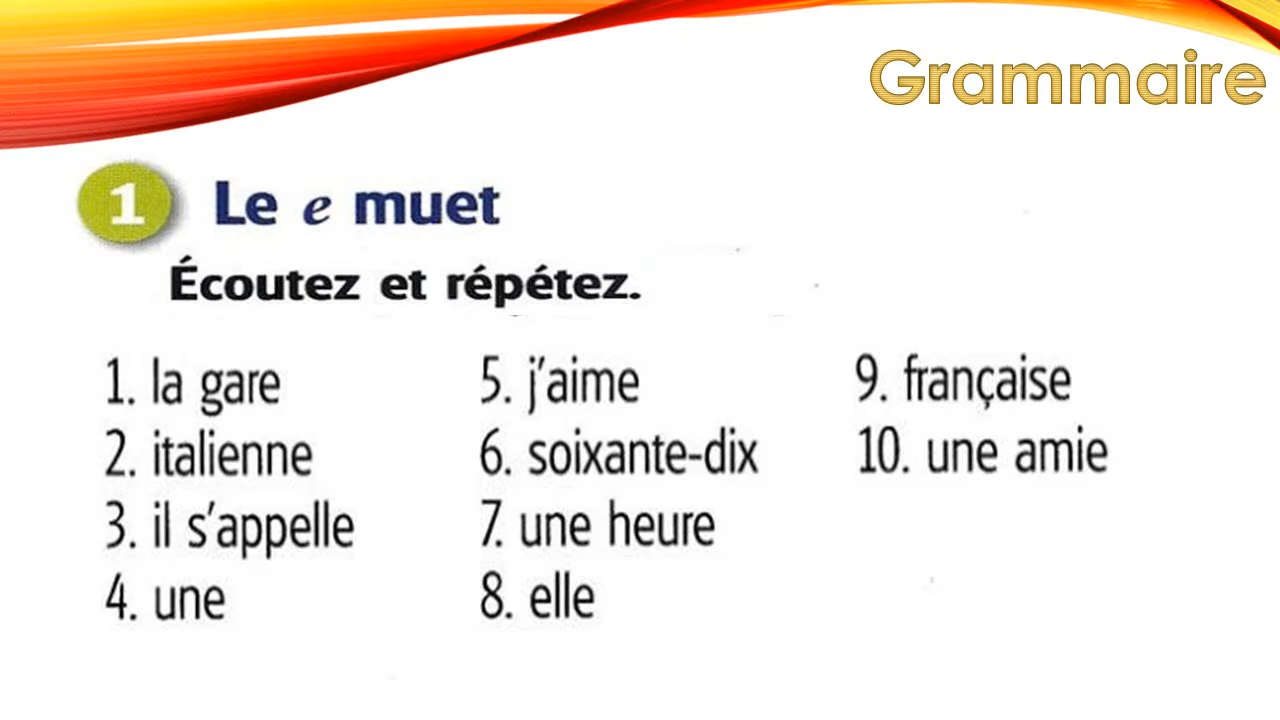 Grammaire
1 Le e muet
Écoutez et répétez.
1. la gare
2. italienne
3. il s'appelle
4. une
5. j'aime
6. soixante-dix
7. une heure
8. elle
9. française
10. une amie